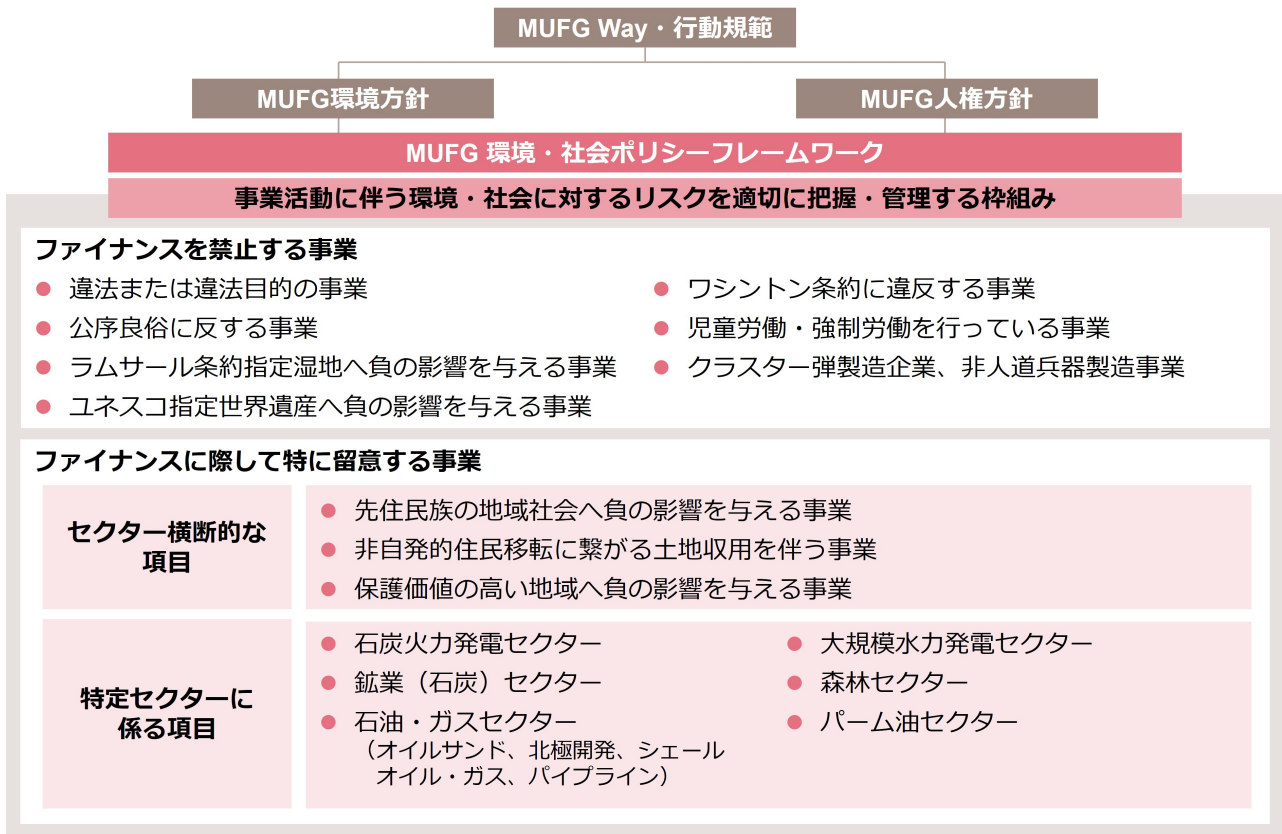 MUFG Way・行動規範
MUFG環境方針
MUFG人権方針
MUFG 環境・社会ポリシーフレームワーク
事業活動に伴う環境・社会に対するリスクを適切に把握・管理する枠組み
ファイナンスを禁止する事業
● 違法または違法目的の事業
● 公序良俗に反する事業
● ラムサール条約指定湿地へ負の影響を与える事業
● ユネスコ指定世界遺産へ負の影響を与える事業
● ワシントン条約に違反する事業
● 児童労働・強制労働を行っている事業
● クラスター弾製造企業、非人道兵器製造事業
ファイナンスに際して特に留意する事業
セクター横断的な
項目
● 先住民族の地域社会へ負の影響を与える事業
● 非自発的住民移転に繋がる土地収用を伴う事業
● 保護価値の高い地域へ負の影響を与える事業
特定セクターに
係る項目
● 石炭火力発電セクター
● 鉱業（石炭）セクター
● 石油・ガスセクター
（オイルサンド、北極開発、シェール
オイル・ガス、パイプライン）
● 大規模水力発電セクター
● 森林セクター
● パーム油セクター